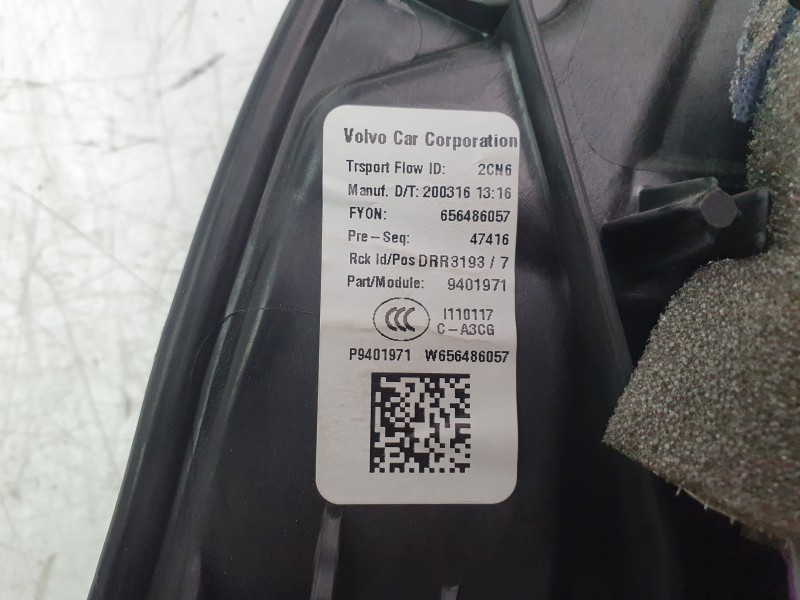 Volvo Car Corporation
Trsport Flow ID: 2CN6
Manuf. D/T: 200316 13:16
FYON: 656486057
Pre-Seq: 47416
Rck Id/Pos DRR3193 / 7
Part/Module: 9401971
CCC I110117
C-A3CG
P9401971 W656486057